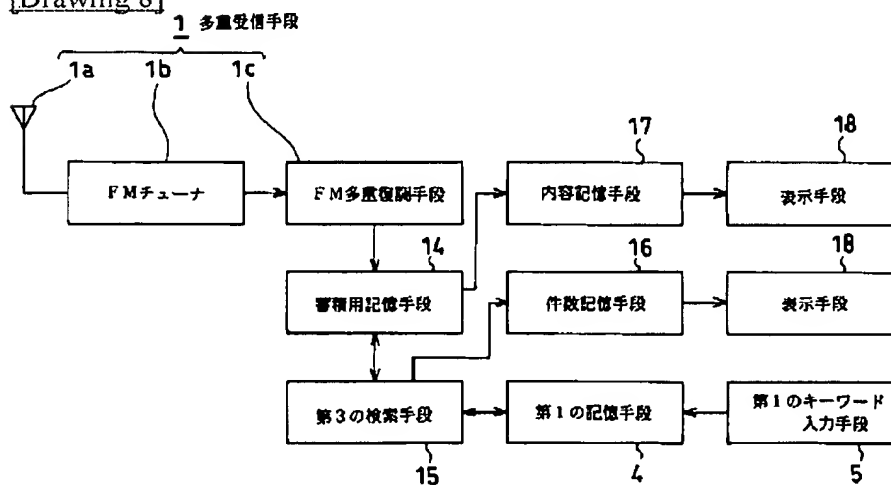 [Drawing 8]
1 多重受信手段
1a 1b 1c
17 18
FMチューナ FM多重復調手段 内容記憶手段 表示手段
14 16 18
蓄積用記憶手段 件数記憶手段 表示手段
第3の検索手段 第1の記憶手段 第1のキーワード
入力手段
15 4 5